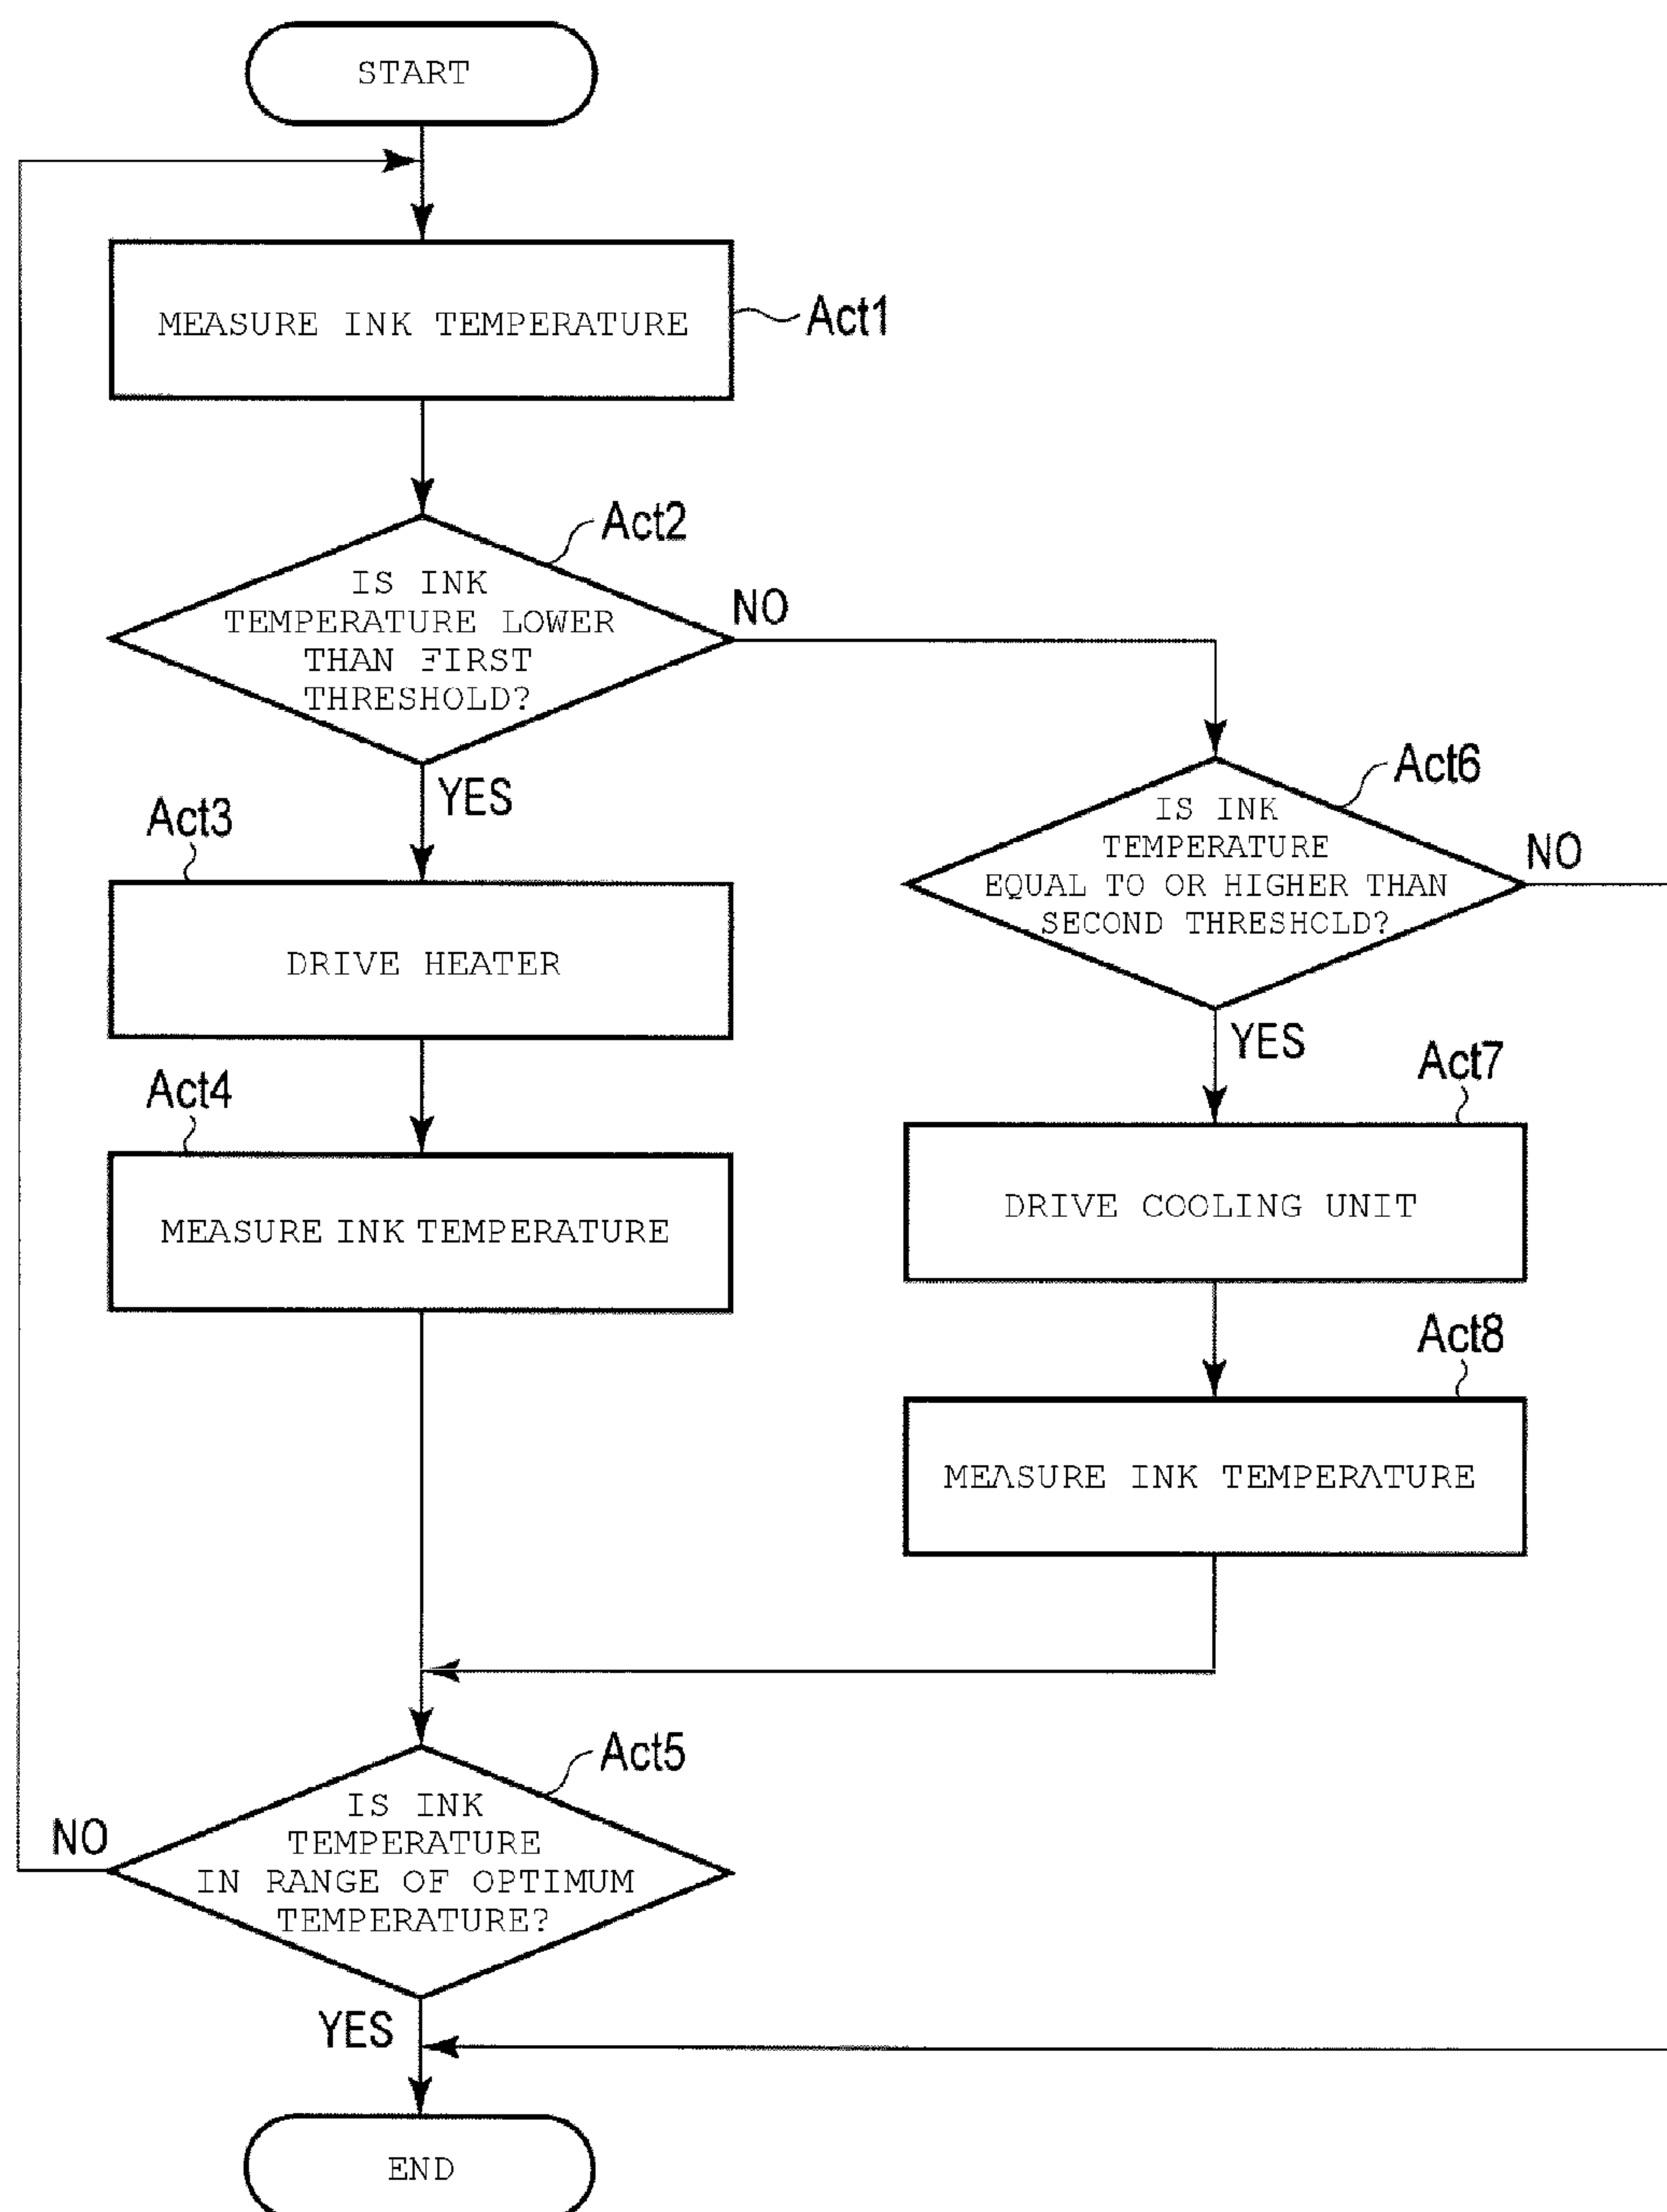 START
MEASURE INK TEMPERATURE
Act1
Act2
IS INK
TEMPERATURE LOWER
THAN FIRST
THRESHOLD?
NO
YES
Act3
DRIVE HEATER
Act4
MEASURE INK TEMPERATURE
Act6
IS INK
TEMPERATURE
EQUAL TO OR HIGHER THAN
SECOND THRESHOLD?
NO
YES
Act7
DRIVE COOLING UNIT
Act8
MEASURE INK TEMPERATURE
Act5
IS INK
TEMPERATURE
IN RANGE OF OPTIMUM
TEMPERATURE?
NO
YES
END